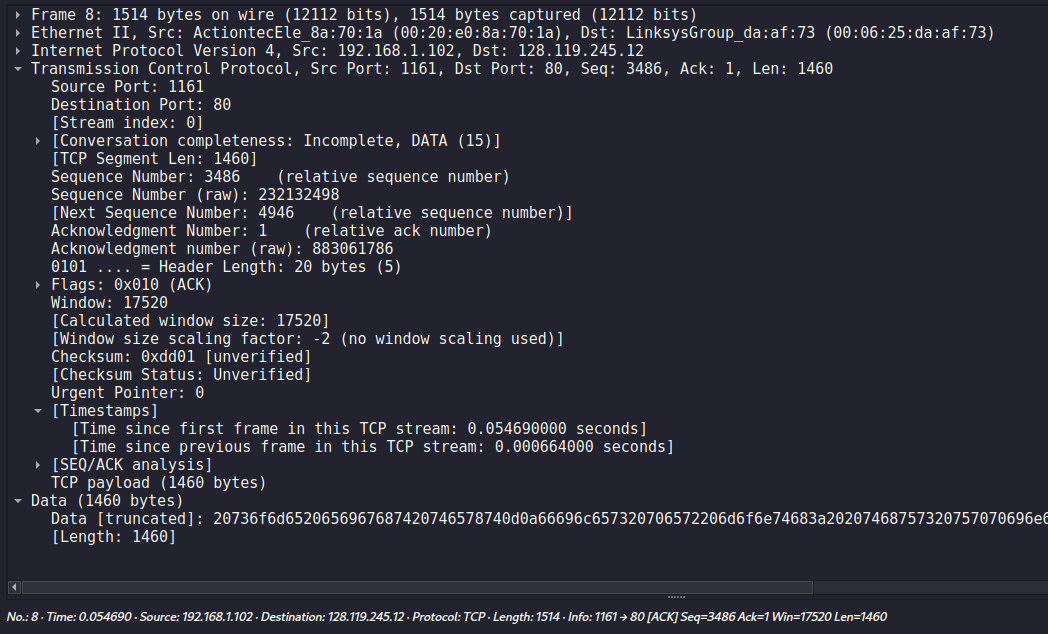 Frame 8: 1514 bytes on wire (12112 bits), 1514 bytes captured (12112 bits)
Ethernet II, Src: ActiontecEle_8a:70:1a (00:20:e0:8a:70:1a), Dst: LinksysGroup_da:af:73 (00:06:25:da:af:73)
Internet Protocol Version 4, Src: 192.168.1.102, Dst: 128.119.245.12
Transmission Control Protocol, Src Port: 1161, Dst Port: 80, Seq: 3486, Ack: 1, Len: 1460
Source Port: 1161
Destination Port: 80
[Stream index: 0]
[Conversation completeness: Incomplete, DATA (15)]
[TCP Segment Len: 1460]
Sequence Number: 3486    (relative sequence number)
Sequence Number (raw): 232132498
[Next Sequence Number: 4946    (relative sequence number)]
Acknowledgment Number: 1    (relative ack number)
Acknowledgment number (raw): 883061786
0101 .... = Header Length: 20 bytes (5)
Flags: 0x010 (ACK)
Window: 17520
[Calculated window size: 17520]
[Window size scaling factor: -2 (no window scaling used)]
Checksum: 0xdd01 [unverified]
[Checksum Status: Unverified]
Urgent Pointer: 0
[Timestamps]
[Time since first frame in this TCP stream: 0.054690000 seconds]
[Time since previous frame in this TCP stream: 0.000664000 seconds]
[SEQ/ACK analysis]
TCP payload (1460 bytes)
Data (1460 bytes)
Data [truncated]: 20736f6d6520656967687420746578740d0a66696c657320706572206d6f6e74683a20207468757320757070696e6
[Length: 1460]
No.: 8 · Time: 0.054690 · Source: 192.168.1.102 · Destination: 128.119.245.12 · Protocol: TCP · Length: 1514 · Info: 1161 → 80 [ACK] Seq=3486 Ack=1 Win=17520 Len=1460